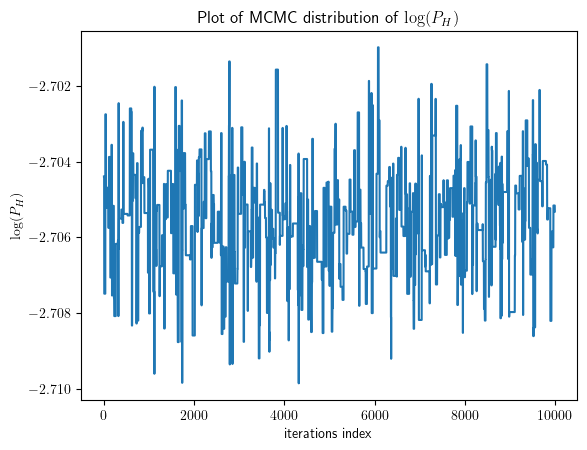 Plot of MCMC distribution of log(P_H)
−2.702
−2.704
−2.706
−2.708
−2.710
log(P_H)
0 2000 4000 6000 8000 10000
iterations index